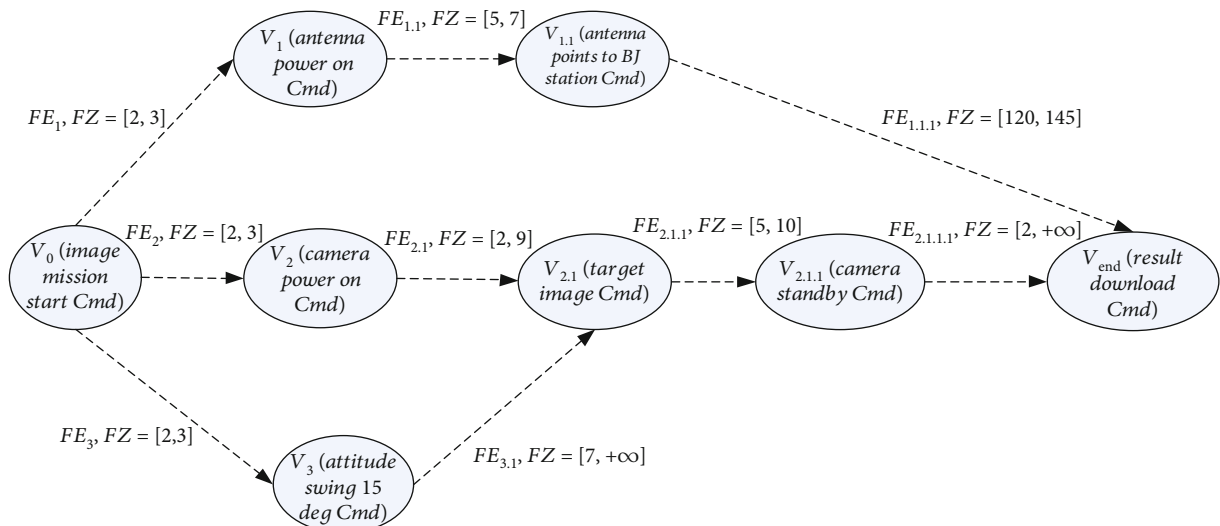 FE1.1, FZ = [5, 7]
V1 (antenna
power on
Cmd)
V1.1 (antenna
points to BJ
station Cmd)
FE1, FZ = [2, 3]
FE1.1.1, FZ = [120, 145]
V0 (image
mission
start Cmd)
FE2, FZ = [2, 3]
V2 (camera
power on
Cmd)
FE2.1, FZ = [2, 9]
V2.1 (target
image Cmd)
FE2.1.1, FZ = [5, 10]
V2.1.1 (camera
standby Cmd)
FE2.1.1.1, FZ = [2, +∞]
Vend (result
download
Cmd)
FE3, FZ = [2,3]
V3 (attitude
swing 15
deg Cmd)
FE3.1, FZ = [7, +∞]